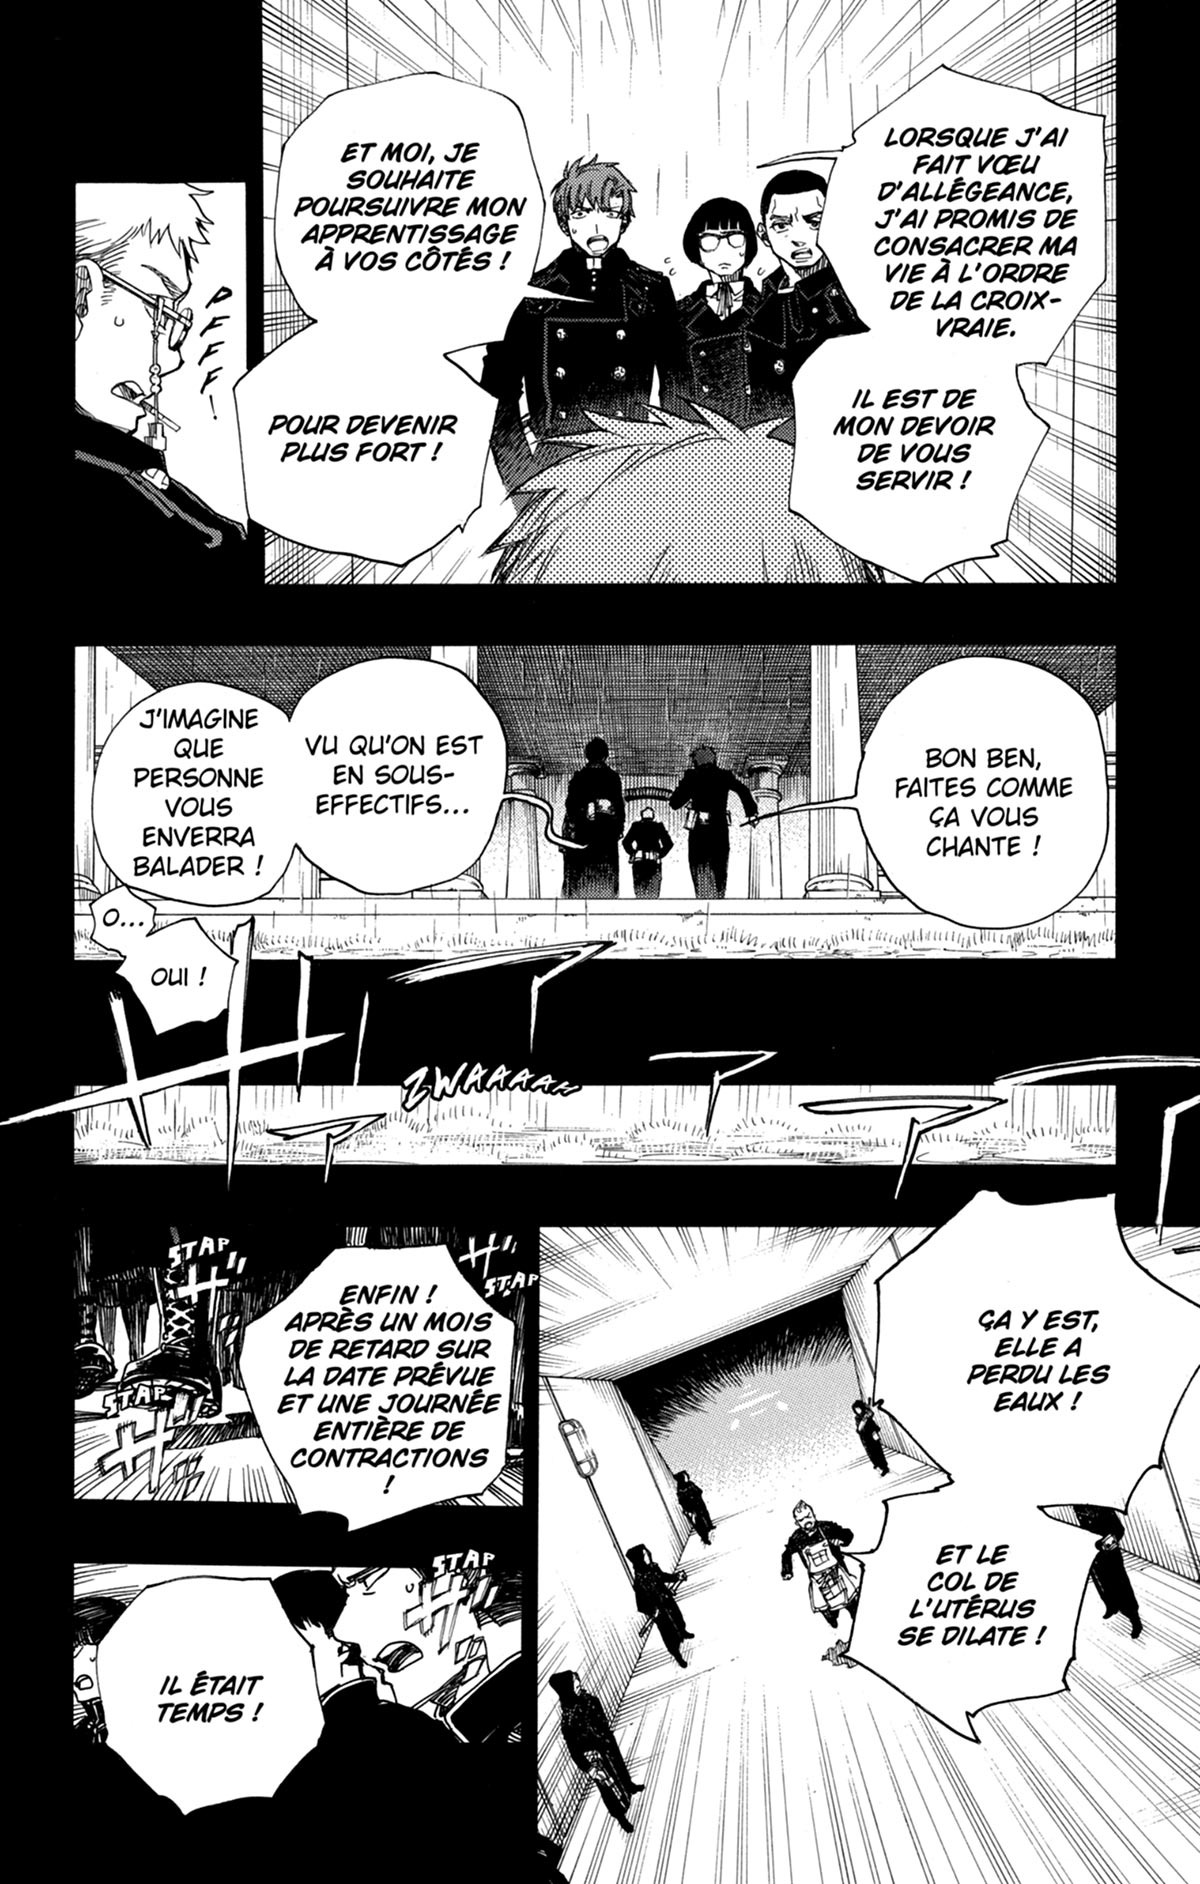 LORSQUE J'AI
FAIT VŒU
D'ALLÉGEANCE,
J'AI PROMIS DE
CONSACRER MA
VIE À L'ORDRE
DE LA CROIX-
VRAIE.
IL EST DE
MON DEVOIR
DE VOUS
SERVIR !
ET MOI, JE
SOUHAITE
POURSUIVRE MON
APPRENTISSAGE
À VOS CÔTÉS !
POUR DEVENIR
PLUS FORT !
PFFF!
BON BEN,
FAITES COMME
ÇA VOUS
CHANTE !
VU QU'ON EST
EN SOUS-
EFFECTIFS...
J'IMAGINE
QUE
PERSONNE
VOUS
ENVERRA
BALADER !
O...
OUI !
ZWAAAAAH
ÇA Y EST,
ELLE A
PERDU LES
EAUX !
ET LE
COL DE
L'UTÉRUS
SE DILATE !
STAP
STAP
STAP
ENFIN !
APRÈS UN MOIS
DE RETARD SUR
LA DATE PRÉVUE
ET UNE JOURNÉE
ENTIÈRE DE
CONTRACTIONS
!
STAP
IL ÉTAIT
TEMPS !